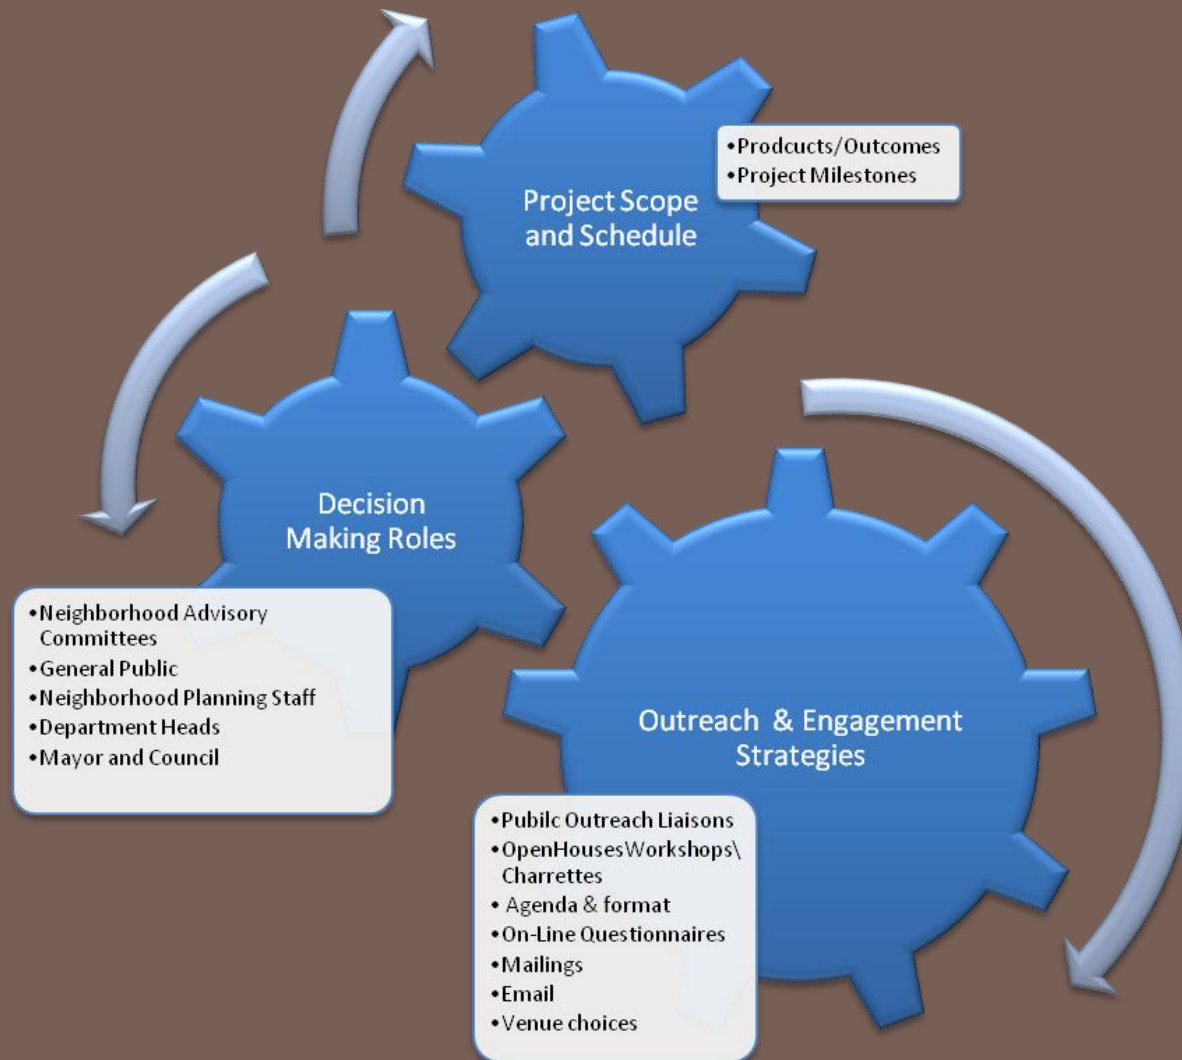 •Prodcucts/Outcomes
•Project Milestones
Project Scope
and Schedule
Decision
Making Roles
•Neighborhood Advisory
Committees
•General Public
•Neighborhood Planning Staff
•Department Heads
•Mayor and Council
Outreach & Engagement
Strategies
•Pubilc Outreach Liaisons
•OpenHousesWorkshops\
Charrettes
• Agenda & format
•On-Line Questionnaires
•Mailings
•Email
•Venue choices